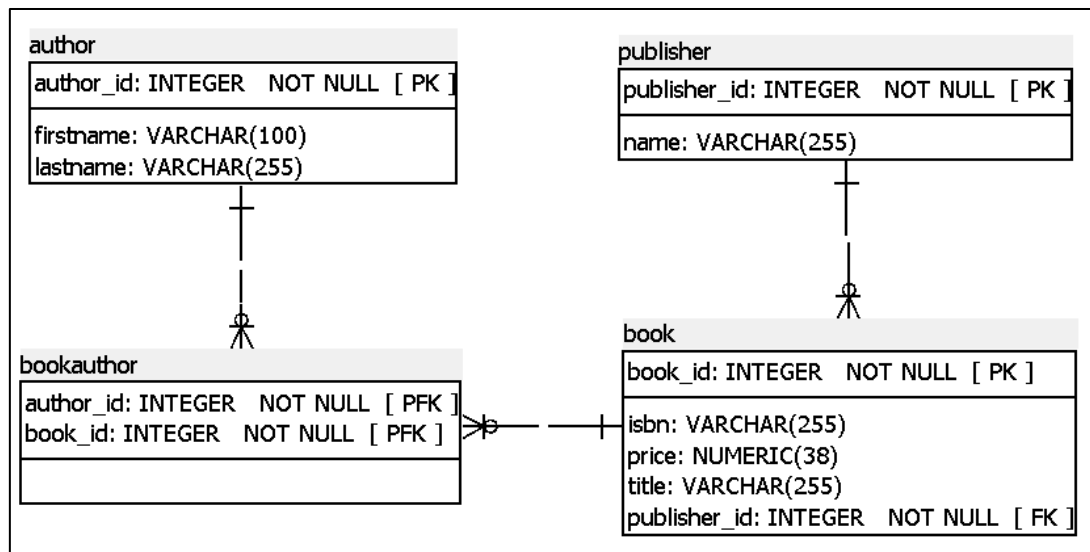 author
author_id: INTEGER NOT NULL [ PK ]
firstname: VARCHAR(100)
lastname: VARCHAR(255)
publisher
publisher_id: INTEGER NOT NULL [ PK ]
name: VARCHAR(255)
bookauthor
author_id: INTEGER NOT NULL [ PFK ]
book_id: INTEGER NOT NULL [ PFK ]
book
book_id: INTEGER NOT NULL [ PK ]
isbn: VARCHAR(255)
price: NUMERIC(38)
title: VARCHAR(255)
publisher_id: INTEGER NOT NULL [ FK ]